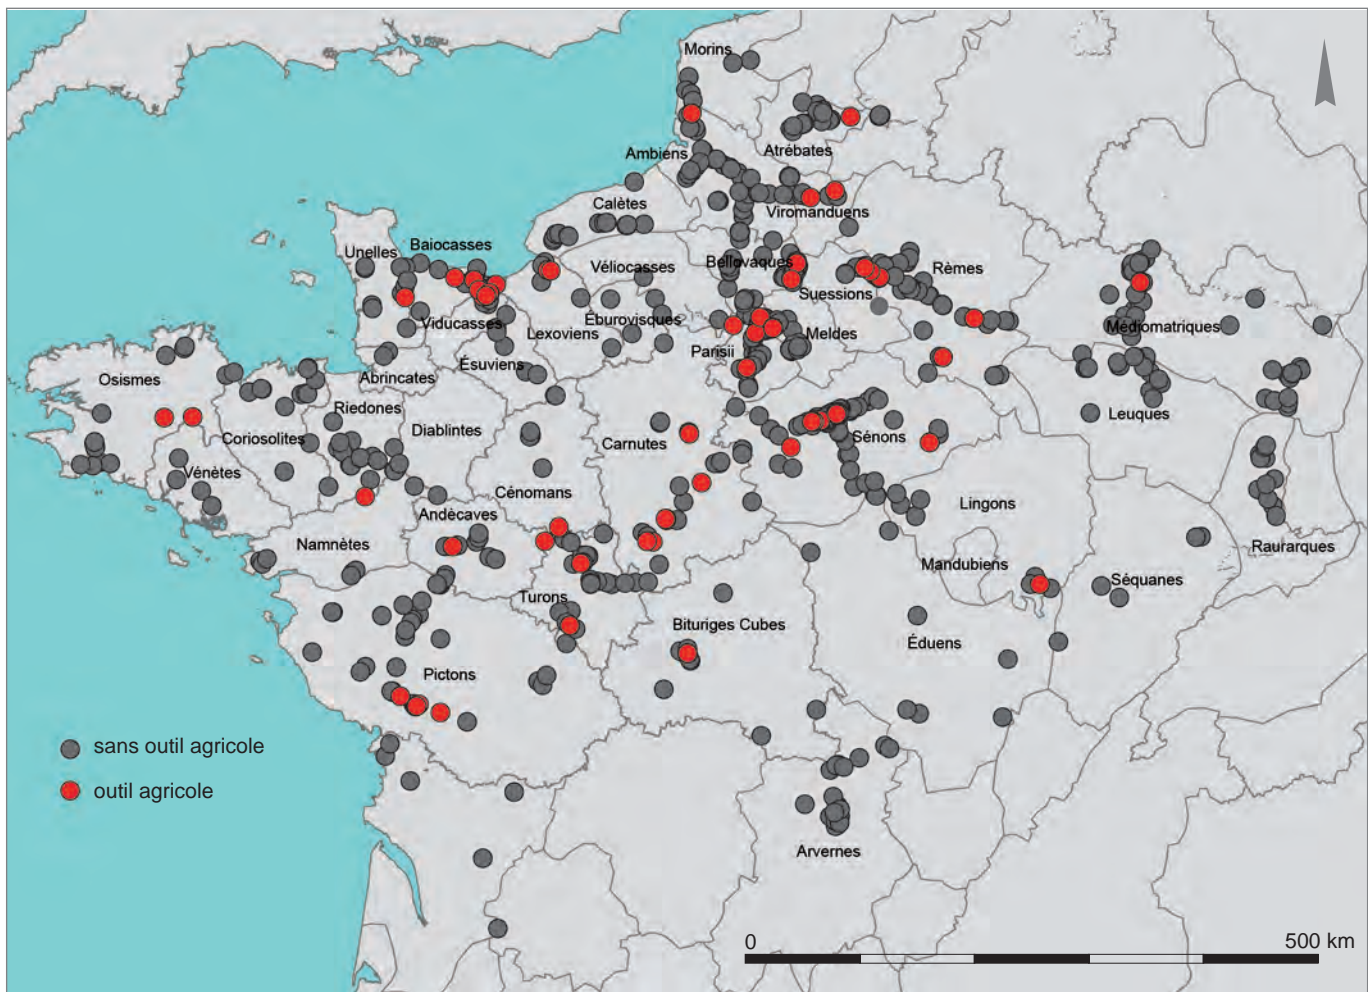 Morins
Ambiens
Atrébates
Calètes
Viromanduens
Unelles
Baiocasses
Véliocasses
Bellovaques
Rèmes
Suessions
Viducasses
Lexoviens
Éburovisques
Meldes
Médiomatriques
Parisii
Ésuviens
Osismes
Abrincates
Riedones
Diablintes
Leuques
Coriosolites
Carnutes
Sénons
Vénètes
Cénomans
Lingons
Andècaves
Namnètes
Raurarques
Mandubiens
Séquanes
Turons
Bituriges Cubes
Éduens
Pictons
sans outil agricole
outil agricole
Arvernes
0
500 km